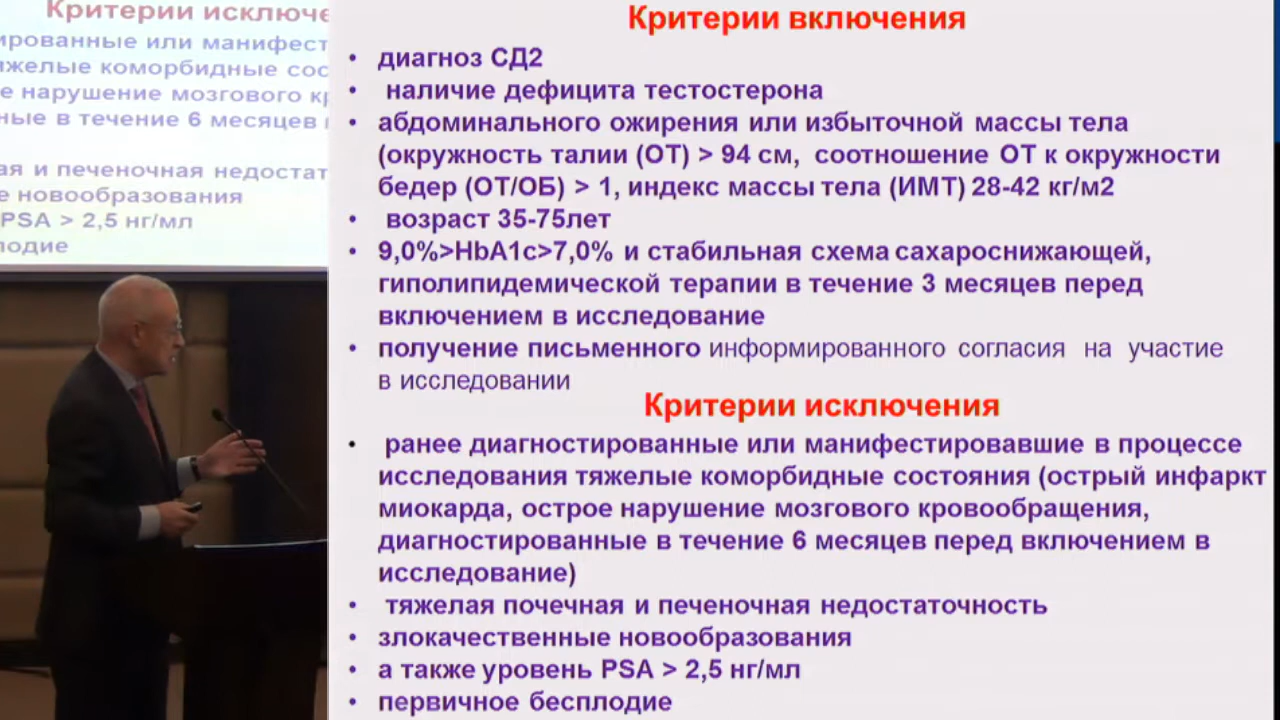 Критерии исключе
ированные или манифест
яжелые коморбидные сос
е нарушение мозгового кр
ные в течение 6 месяцев
ая и печеночная недостат
е новообразования
PSA > 2,5 нг/мл
лодие
Критерии включения
• диагноз СД2
• наличие дефицита тестостерона
• абдоминального ожирения или избыточной массы тела
(окружность талии (ОТ) > 94 см, соотношение ОТ к окружности
бедер (ОТ/ОБ) > 1, индекс массы тела (ИМТ) 28-42 кг/м2
• возраст 35-75лет
• 9,0%>HbA1c>7,0% и стабильная схема сахароснижающей,
гиполипидемической терапии в течение 3 месяцев перед
включением в исследование
• получение письменного информированного согласия на участие
в исследовании
Критерии исключения
• ранее диагностированные или манифестировавшие в процессе
исследования тяжелые коморбидные состояния (острый инфаркт
миокарда, острое нарушение мозгового кровообращения,
диагностированные в течение 6 месяцев перед включением в
исследование)
• тяжелая почечная и печеночная недостаточность
• злокачественные новообразования
• а также уровень PSA > 2,5 нг/мл
• первичное бесплодие